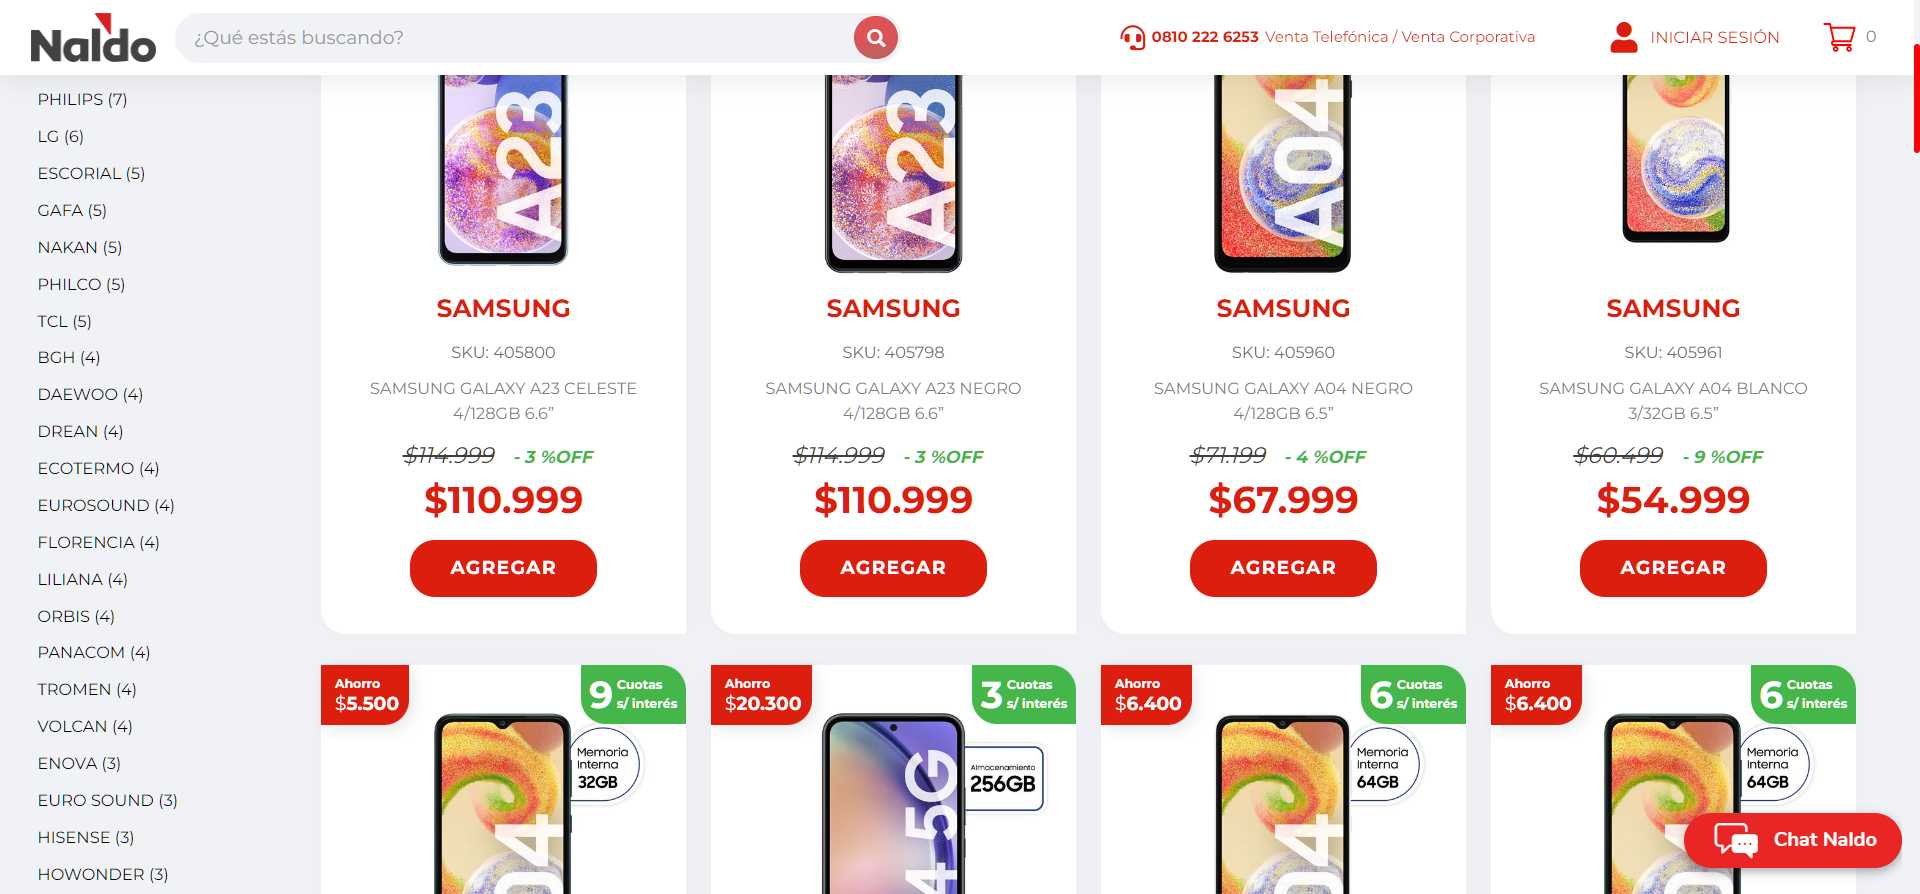 Naldo
¿Qué estás buscando?
0810 222 6253 Venta Telefónica / Venta Corporativa
INICIAR SESIÓN
0
PHILIPS (7)
LG (6)
ESCORIAL (5)
GAFA (5)
NAKAN (5)
PHILCO (5)
TCL (5)
BGH (4)
DAEWOO (4)
DREAN (4)
ECOTERMO (4)
EUROSOUND (4)
FLORENCIA (4)
LILIANA (4)
ORBIS (4)
PANACOM (4)
TROMEN (4)
VOLCAN (4)
ENOVA (3)
EURO SOUND (3)
HISENSE (3)
HOWONDER (3)
A23
SAMSUNG
SKU: 405800
SAMSUNG GALAXY A23 CELESTE
4/128GB 6.6”
$114.999 - 3 %OFF
$110.999
AGREGAR
A23
SAMSUNG
SKU: 405798
SAMSUNG GALAXY A23 NEGRO
4/128GB 6.6”
$114.999 - 3 %OFF
$110.999
AGREGAR
A04
SAMSUNG
SKU: 405960
SAMSUNG GALAXY A04 NEGRO
4/128GB 6.5”
$71.199 - 4 %OFF
$67.999
AGREGAR
SAMSUNG
SKU: 405961
SAMSUNG GALAXY A04 BLANCO
3/32GB 6.5”
$60.499 - 9 %OFF
$54.999
AGREGAR
Ahorro
$5.500
9 Cuotas
s/ interés
Memoria
Interna
32GB
04
Ahorro
$20.300
3 Cuotas
s/ interés
Almacenamiento
256GB
4 5G
Ahorro
$6.400
6 Cuotas
s/ interés
Memoria
Interna
64GB
04
Ahorro
$6.400
6 Cuotas
s/ interés
Memoria
Interna
64GB
04
Chat Naldo